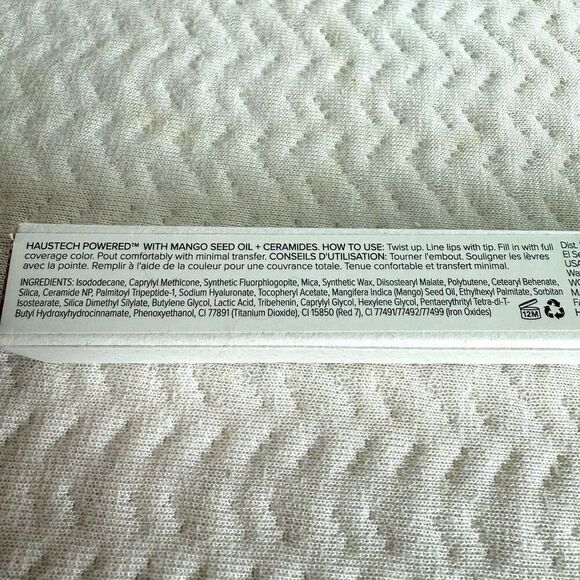 HAUSTECH POWERED™ WITH MANGO SEED OIL + CERAMIDES. HOW TO USE: Twist up. Line lips with tip. Fill in with full
coverage color. Pout comfortably with minimal transfer. CONSEILS D'UTILISATION: Tourner l'embout. Souligner les lèvres
avec la pointe. Remplir à l'aide de la couleur pour une couvrance totale. Tenue confortable et transfert minimal.
INGREDIENTS: Isododecane, Caprylyl Methicone, Synthetic Fluorphlogopite, Mica, Synthetic Wax, Diisostearyl Malate, Polybutene, Cetearyl Behenate,
Silica, Ceramide NP, Palmitoyl Tripeptide-1, Sodium Hyaluronate, Tocopheryl Acetate, Mangifera Indica (Mango) Seed Oil, Ethylhexyl Palmitate, Sorbitan
Isostearate, Silica Dimethyl Silylate, Butylene Glycol, Lactic Acid, Tribehenin, Caprylyl Glycol, Hexylene Glycol, Pentaerythrityl Tetra-di-T-
Butyl Hydroxyhydrocinnamate, Phenoxyethanol, CI 77891 (Titanium Dioxide), CI 15850 (Red 7), CI 77491/77492/77499 (Iron Oxides)
12M
Dist.
El Se
USA